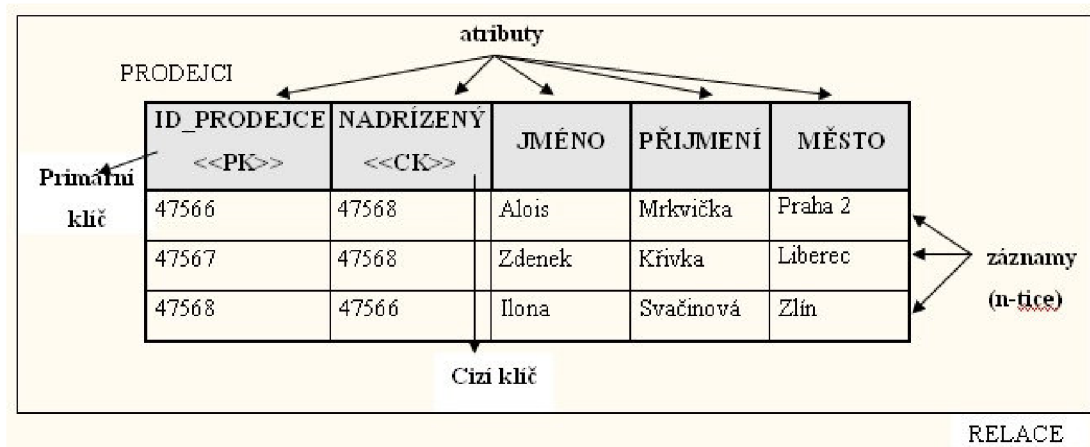 atributy
PRODEJCI
ID_PRODEJCE NADRÍZENÝ JMÉNO PŘIJMENÍ MĚSTO
<<PK>> <<CK>>
Primární
klíč
47566 47568 Alois Mrkvička Praha 2
47567 47568 Zdenek Křivka Liberec
47568 47566 Ilona Svačinová Zlín
záznamy
(n-tice)
Cizí klíč
RELACE